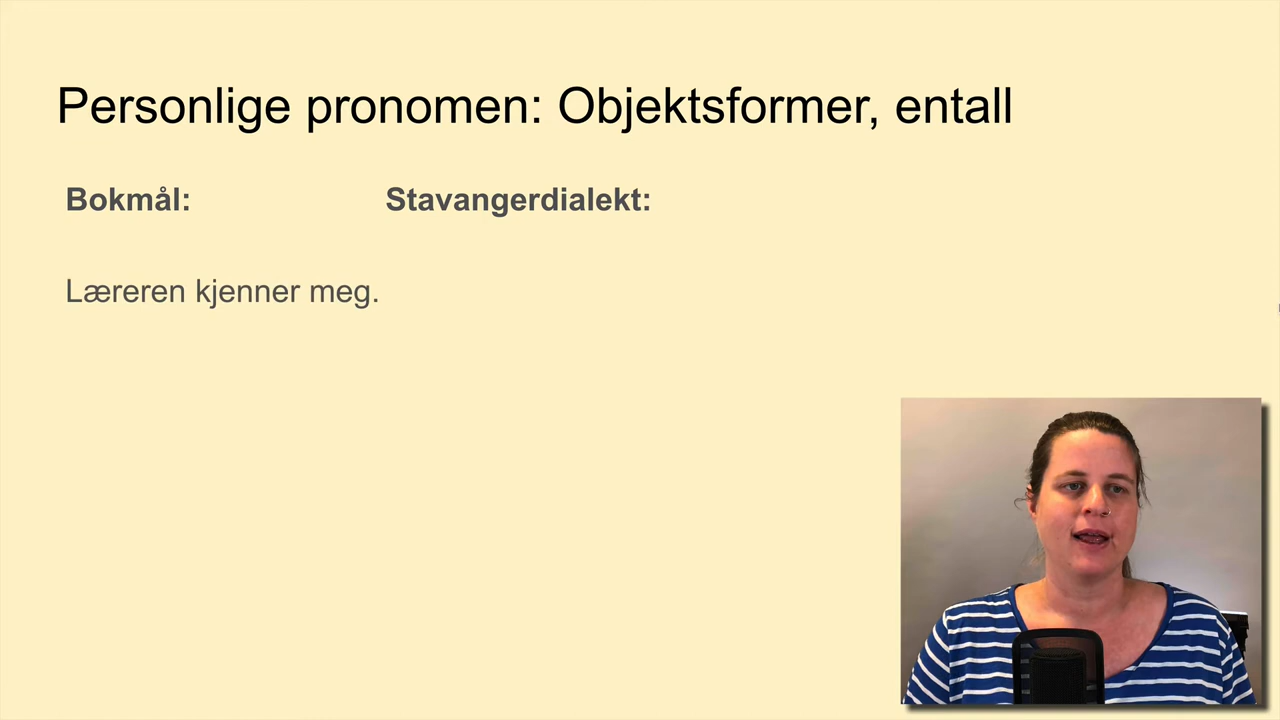 Personlige pronomen: Objektsformer, entall
Bokmål: Stavangerdialekt:
Læreren kjenner meg.